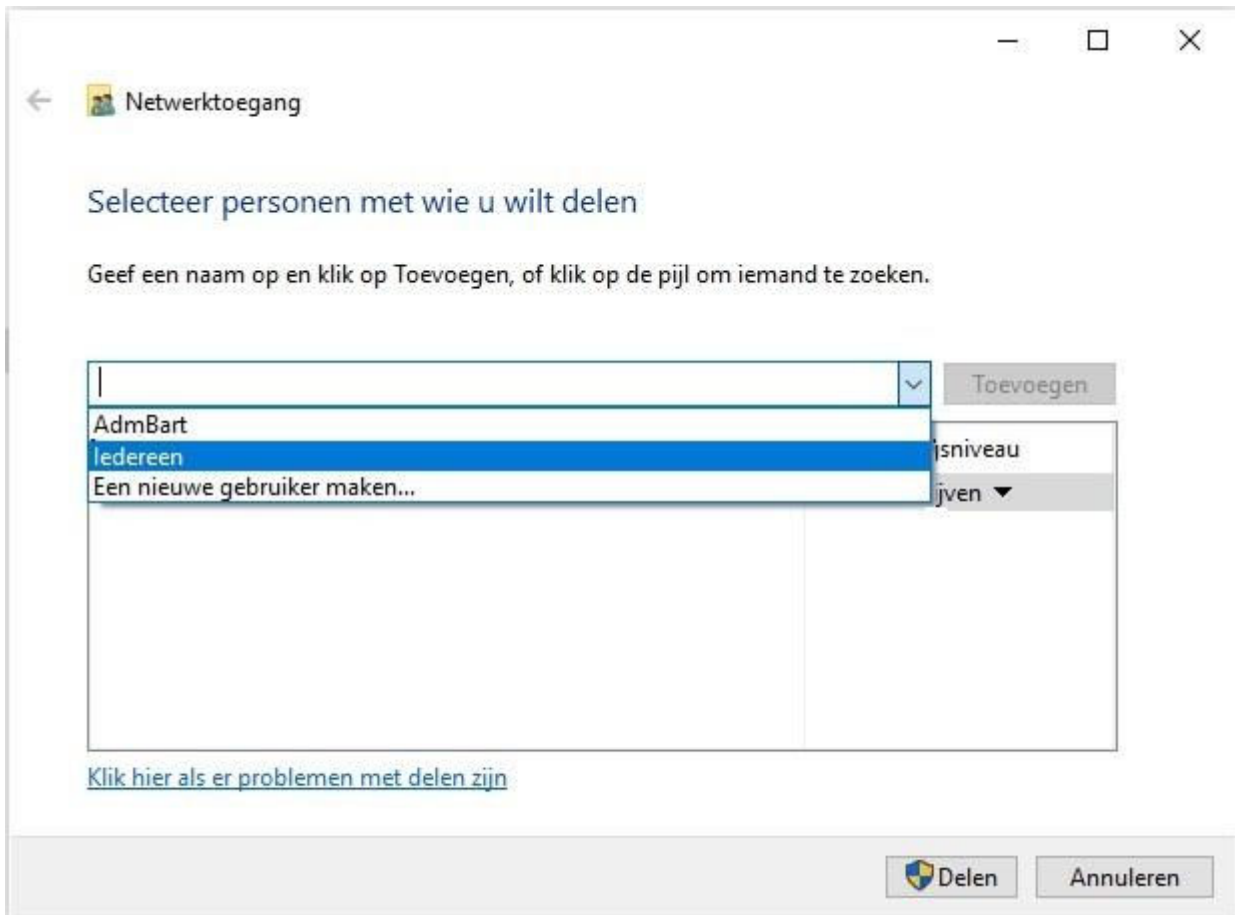 Netwerktoegang
Selecteer personen met wie u wilt delen
Geef een naam op en klik op Toevoegen, of klik op de pijl om iemand te zoeken.
Toevoegen
AdmBart
Iedereen
jsniveau
Een nieuwe gebruiker maken...
jven
Klik hier als er problemen met delen zijn
Delen Annuleren